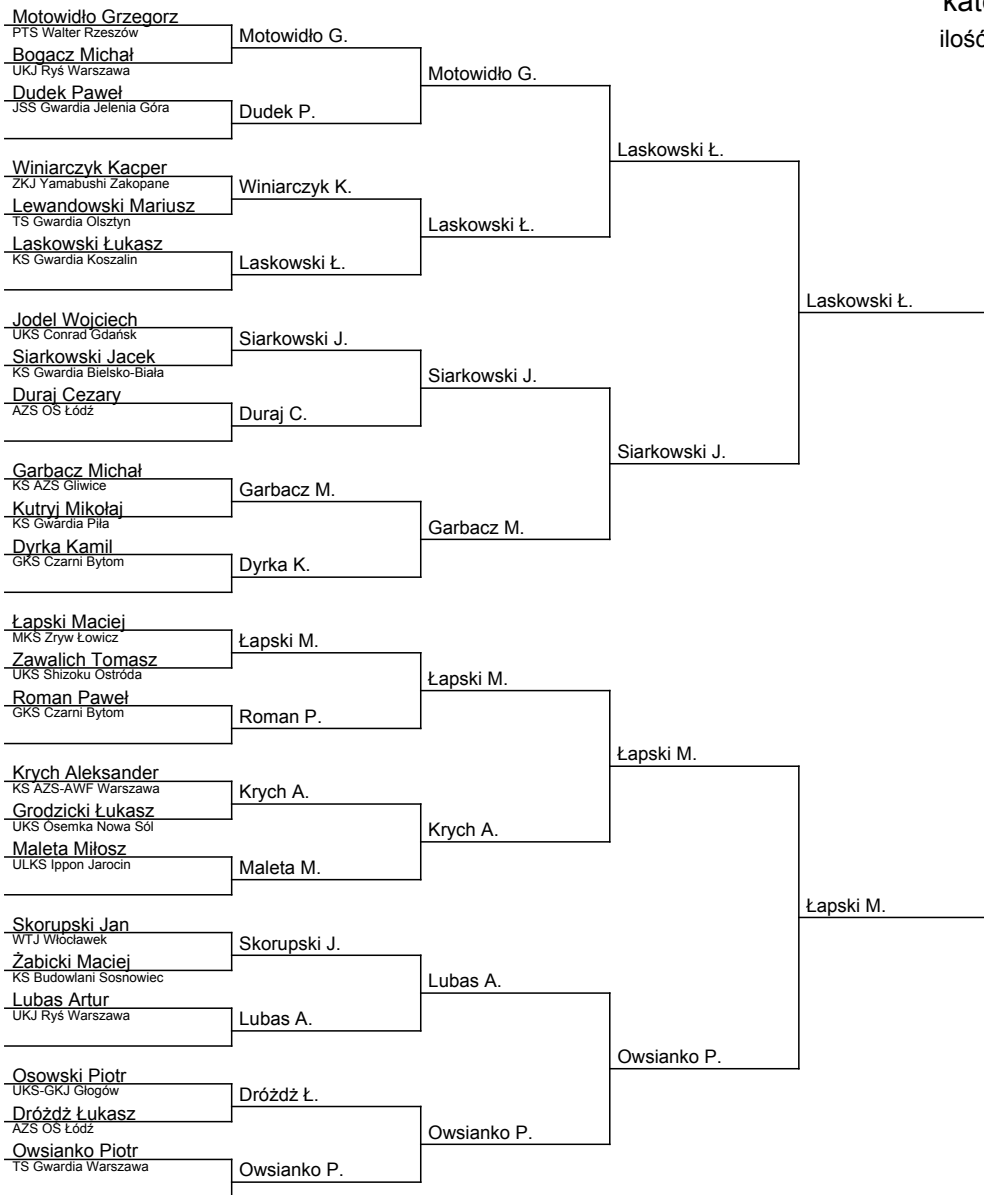 kat
ilość
Motowidło Grzegorz
PTS Walter Rzeszów
Bogacz Michał
UKJ Ryś Warszawa
Dudek Paweł
JSS Gwardia Jelenia Góra
Winiarczyk Kacper
ZKJ Yamabushi Zakopane
Lewandowski Mariusz
TS Gwardia Olsztyn
Laskowski Łukasz
KS Gwardia Koszalin
Jodel Wojciech
UKS Conrad Gdańsk
Siarkowski Jacek
KS Gwardia Bielsko-Biała
Duraj Cezary
AZS OŚ Łódź
Garbacz Michał
KS AZS Gliwice
Kutryj Mikołaj
KS Gwardia Piła
Dyrka Kamil
GKS Czarni Bytom
Łapski Maciej
MKS Zryw Łowicz
Zawalich Tomasz
UKS Shizoku Ostróda
Roman Paweł
GKS Czarni Bytom
Krych Aleksander
KS AZS-AWF Warszawa
Grodzicki Łukasz
UKS Ósemka Nowa Sól
Maleta Miłosz
ULKS Ippon Jarocin
Skorupski Jan
WTJ Włocławek
Żabicki Maciej
KS Budowlani Sosnowiec
Lubas Artur
UKJ Ryś Warszawa
Osowski Piotr
UKS-GKJ Głogów
Dróżdż Łukasz
AZS OŚ Łódź
Owsianko Piotr
TS Gwardia Warszawa
Motowidło G.
Dudek P.
Winiarczyk K.
Laskowski Ł.
Siarkowski J.
Duraj C.
Garbacz M.
Dyrka K.
Łapski M.
Roman P.
Krych A.
Maleta M.
Skorupski J.
Lubas A.
Dróżdż Ł.
Owsianko P.
Motowidło G.
Laskowski Ł.
Siarkowski J.
Garbacz M.
Łapski M.
Krych A.
Lubas A.
Owsianko P.
Laskowski Ł.
Siarkowski J.
Łapski M.
Owsianko P.
Laskowski Ł.
Łapski M.